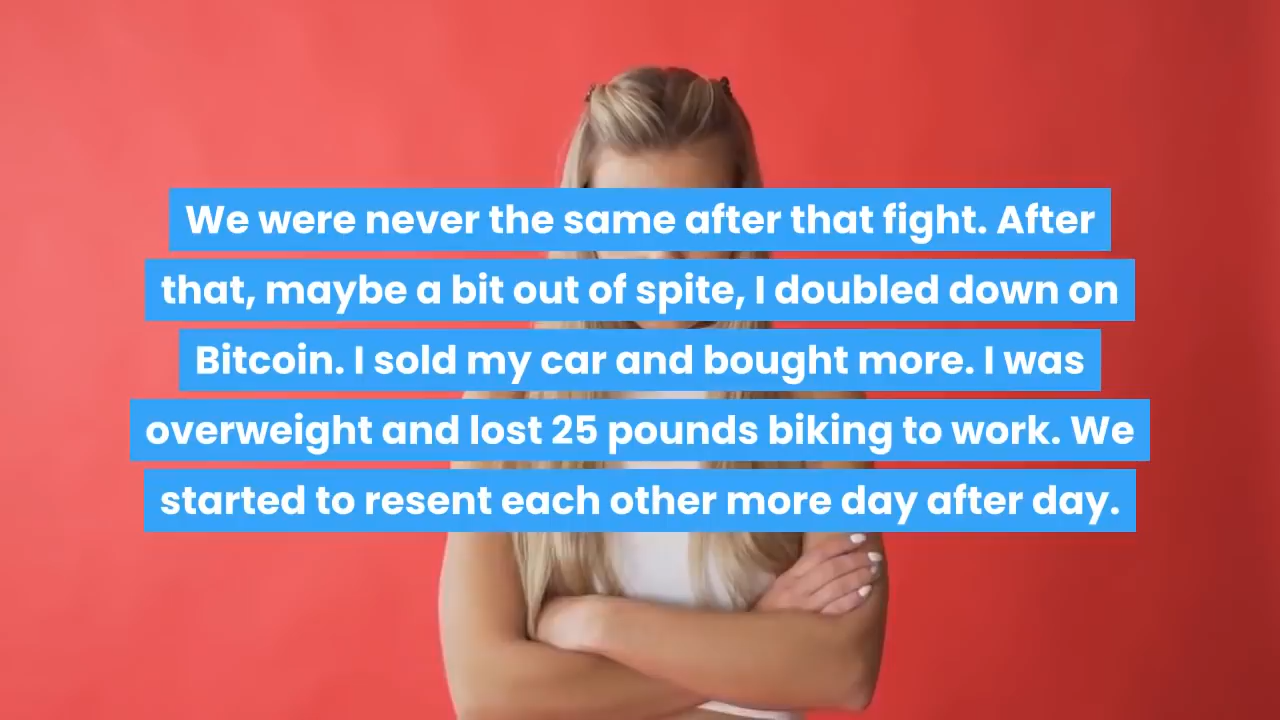 We were never the same after that fight. After
that, maybe a bit out of spite, I doubled down on
Bitcoin. I sold my car and bought more. I was
overweight and lost 25 pounds biking to work. We
started to resent each other more day after day.